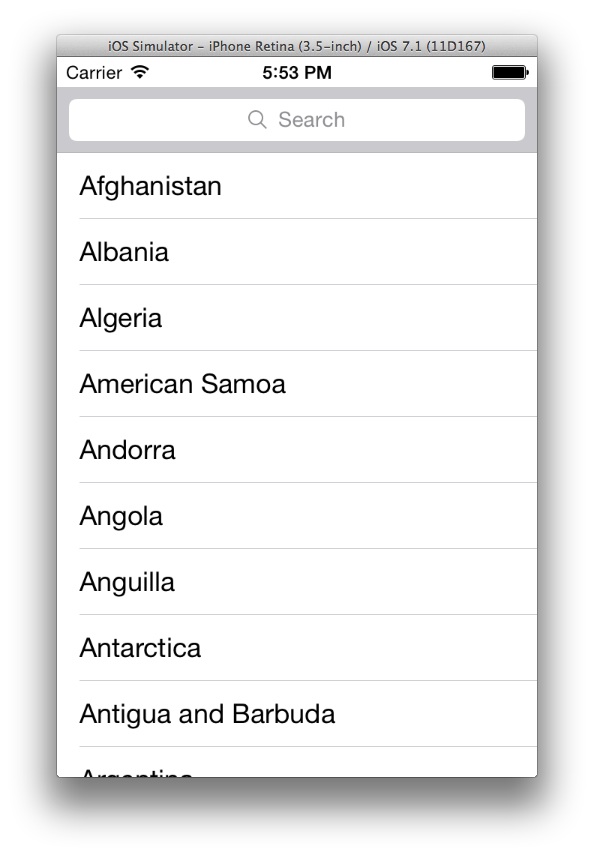 iOS Simulator – iPhone Retina (3.5-inch) / iOS 7.1 (11D167)
Carrier 5:53 PM
Search
Afghanistan
Albania
Algeria
American Samoa
Andorra
Angola
Anguilla
Antarctica
Antigua and Barbuda
Argentina